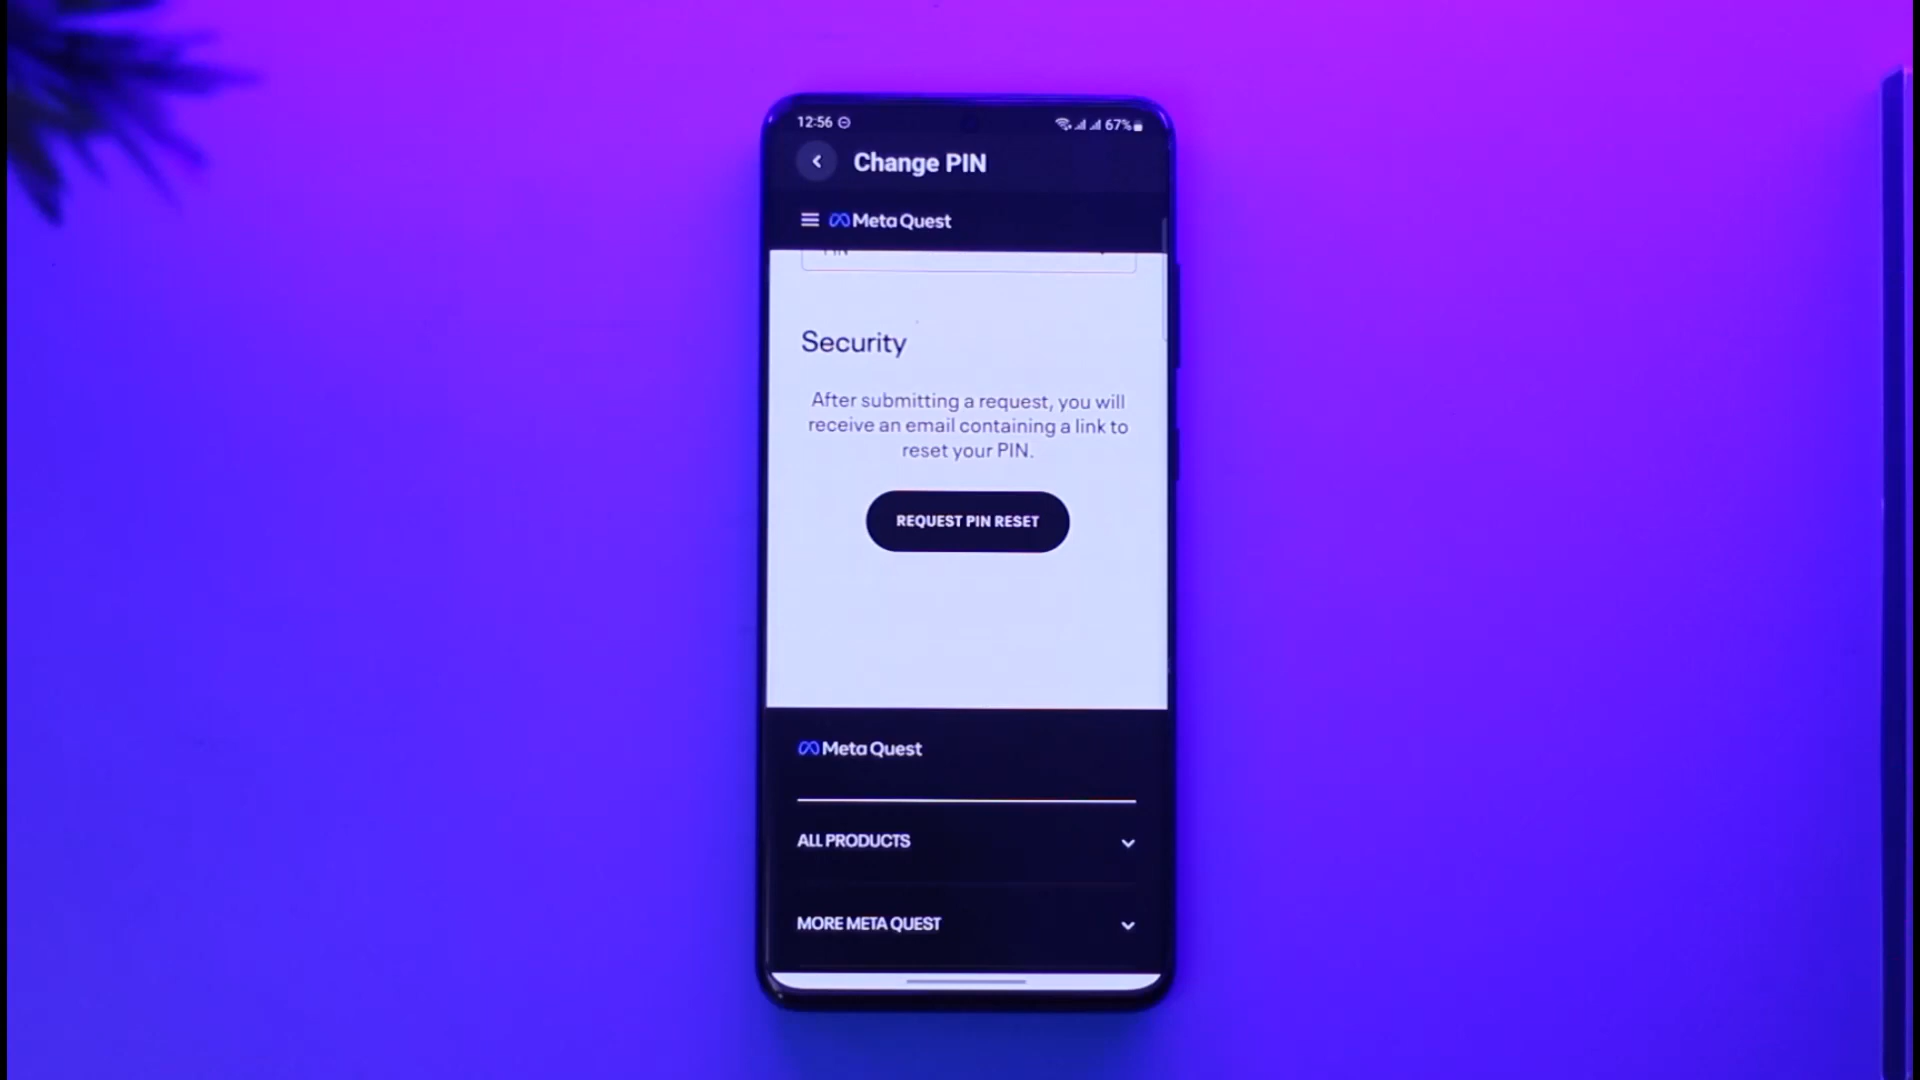 12:56
67%
Change PIN
Meta Quest
PIN
Security
After submitting a request, you will
receive an email containing a link to
reset your PIN.
REQUEST PIN RESET
Meta Quest
ALL PRODUCTS
MORE META QUEST